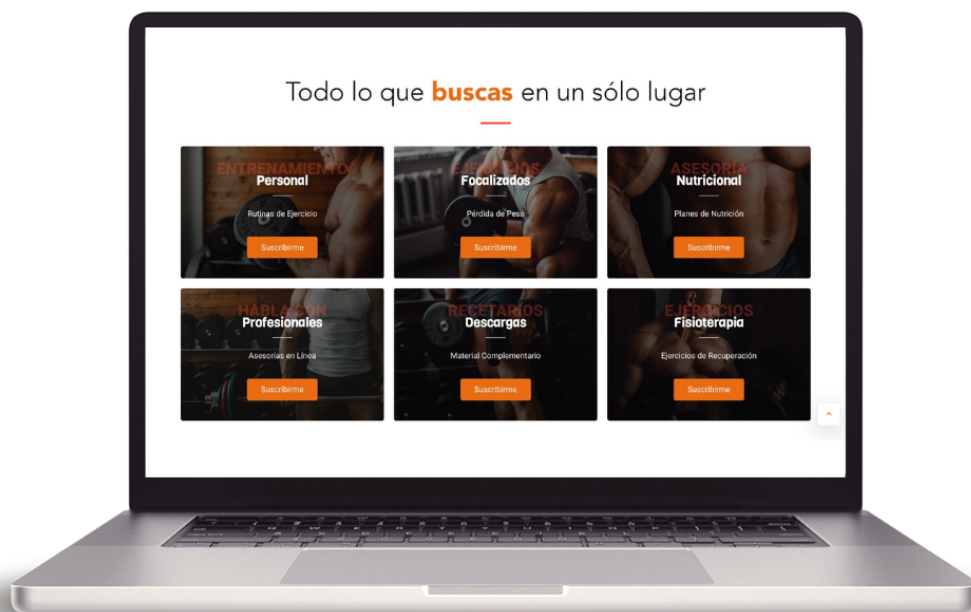 Todo lo que buscas en un sólo lugar
ENTRENAMIENTO
Personal
Rutinas de Ejercicio
Suscribirme
EJERCICIOS
Focalizados
Pérdida de Peso
Suscribirme
ASESORÍA
Nutricional
Planes de Nutrición
Suscribirme
HABLA CON
Profesionales
Asesorías en Línea
Suscribirme
RECETARIOS
Descargas
Material Complementario
Suscribirme
EJERCICIOS
Fisioterapia
Ejercicios de Recuperación
Suscribirme